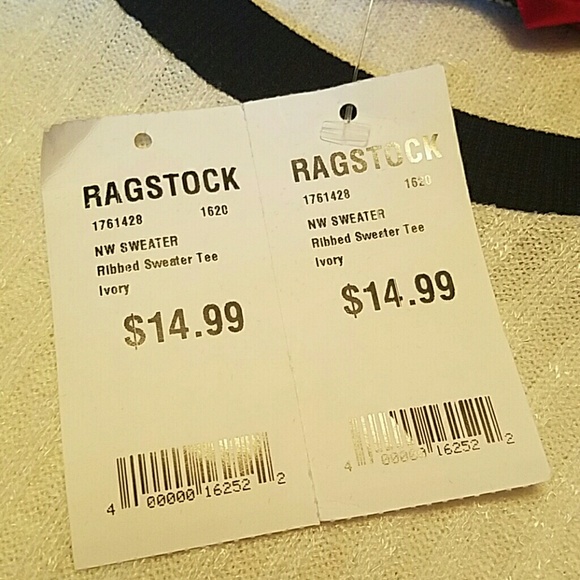 RAGSTOCK
1761428 1620
NW SWEATER
Ribbed Sweater Tee
Ivory
$14.99
4 00000 16252 2
RAGSTOCK
1761428 1620
NW SWEATER
Ribbed Sweater Tee
Ivory
$14.99
4 16252 2